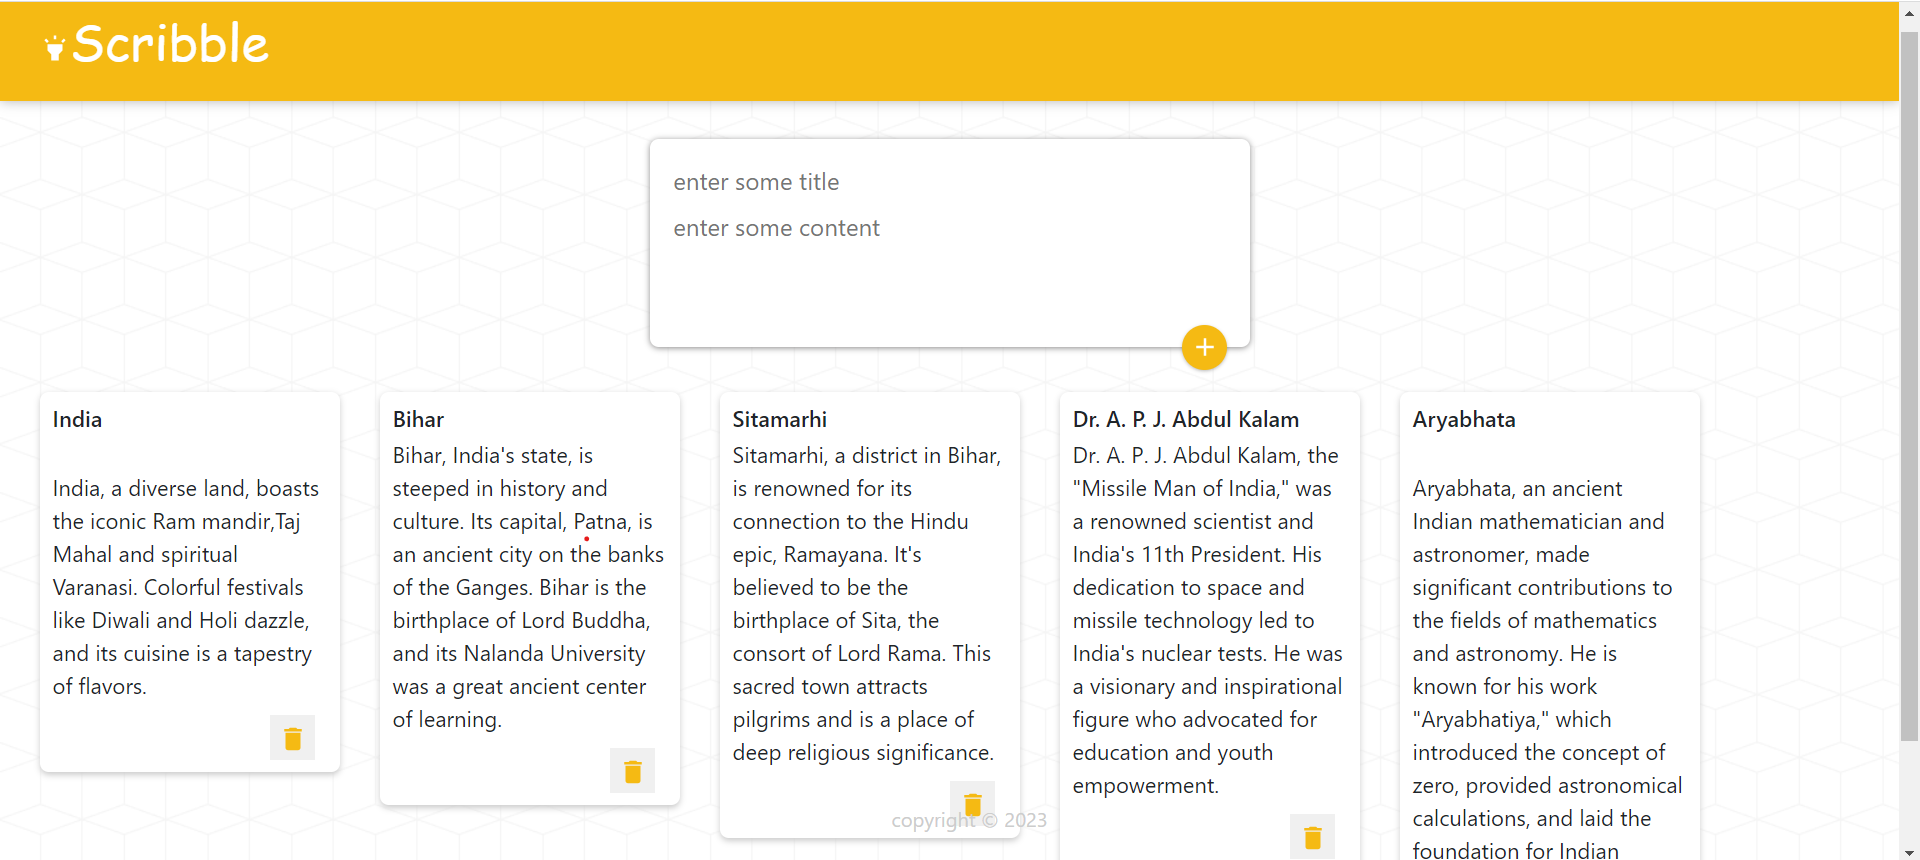 Scribble
enter some title
enter some content
India
India, a diverse land, boasts
the iconic Ram mandir,Taj
Mahal and spiritual
Varanasi. Colorful festivals
like Diwali and Holi dazzle,
and its cuisine is a tapestry
of flavors.
Bihar
Bihar, India's state, is
steeped in history and
culture. Its capital, Patna, is
an ancient city on the banks
of the Ganges. Bihar is the
birthplace of Lord Buddha,
and its Nalanda University
was a great ancient center
of learning.
Sitamarhi
Sitamarhi, a district in Bihar,
is renowned for its
connection to the Hindu
epic, Ramayana. It's
believed to be the
birthplace of Sita, the
consort of Lord Rama. This
sacred town attracts
pilgrims and is a place of
deep religious significance.
Dr. A. P. J. Abdul Kalam
Dr. A. P. J. Abdul Kalam, the
"Missile Man of India," was
a renowned scientist and
India's 11th President. His
dedication to space and
missile technology led to
India's nuclear tests. He was
a visionary and inspirational
figure who advocated for
education and youth
empowerment.
Aryabhata
Aryabhata, an ancient
Indian mathematician and
astronomer, made
significant contributions to
the fields of mathematics
and astronomy. He is
known for his work
"Aryabhatiya," which
introduced the concept of
zero, provided astronomical
calculations, and laid the
foundation for Indian
copyright © 2023